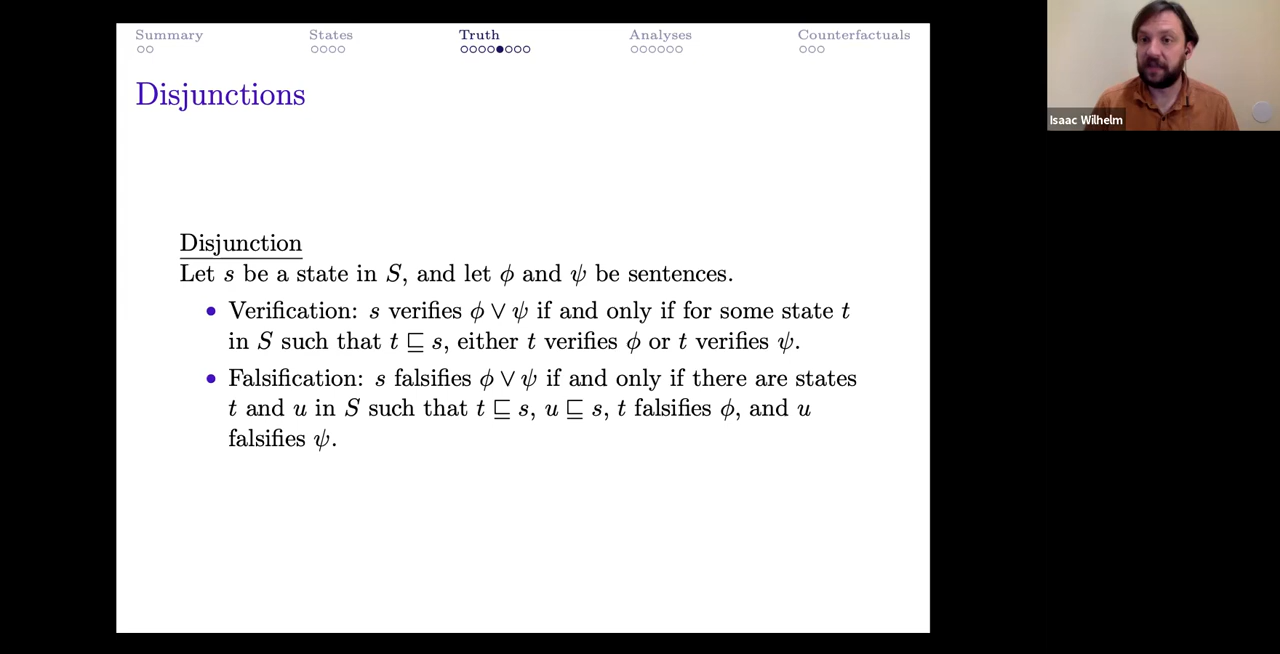 Summary States Truth Analyses Counterfactuals
Disjunctions
Disjunction
Let s be a state in S, and let ϕ and ψ be sentences.
• Verification: s verifies ϕ ∨ ψ if and only if for some state t
in S such that t ⊑ s, either t verifies ϕ or t verifies ψ.
• Falsification: s falsifies ϕ ∨ ψ if and only if there are states
t and u in S such that t ⊑ s, u ⊑ s, t falsifies ϕ, and u
falsifies ψ.
Isaac Wilhelm